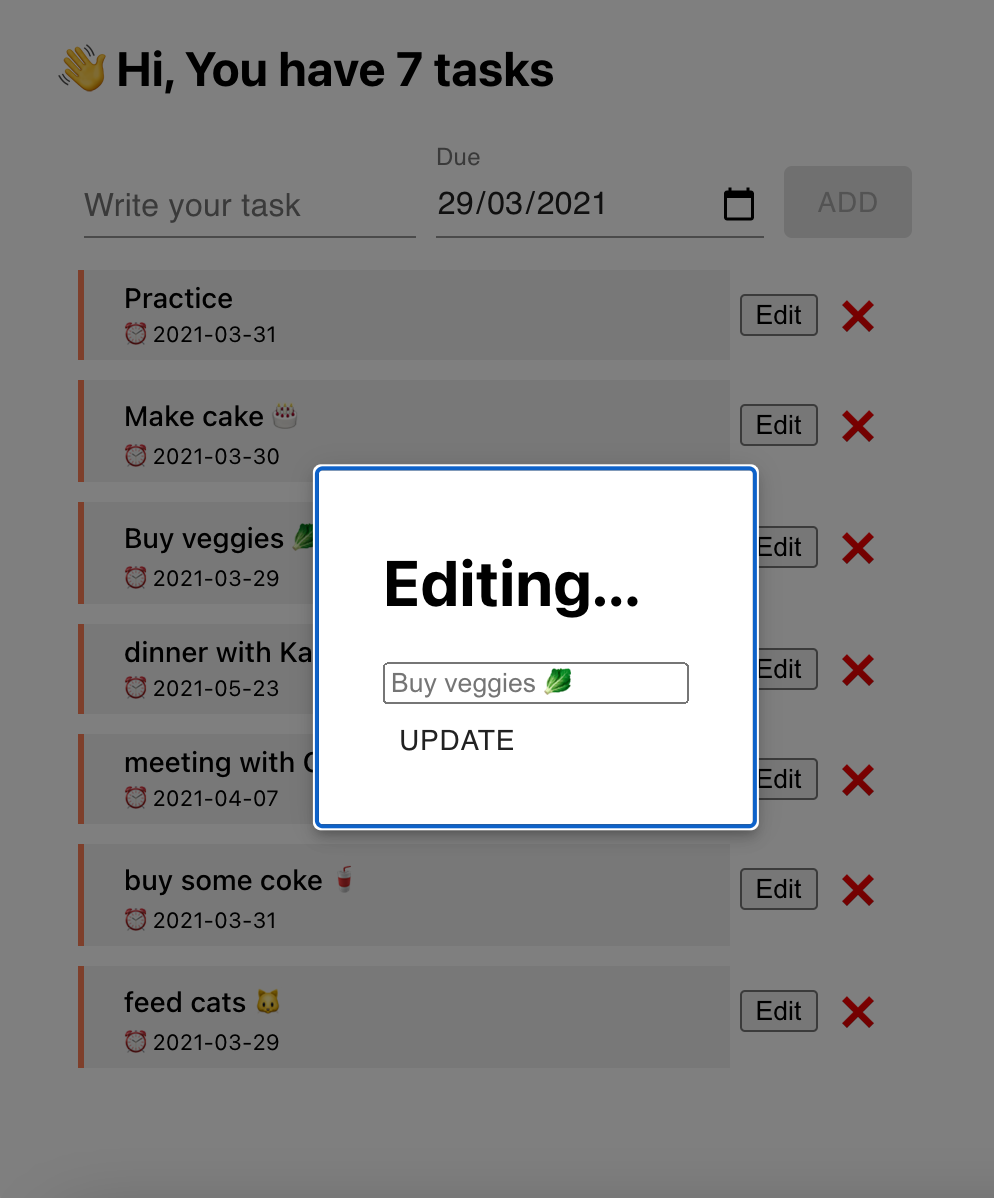 👋 Hi, You have 7 tasks
Due
Write your task
29/03/2021
ADD
Practice
⏰ 2021-03-31
Edit
Make cake 🎂
⏰ 2021-03-30
Edit
Buy veggies 🥬
⏰ 2021-03-29
Edit
dinner with
⏰ 2021-05-23
Edit
meeting with
⏰ 2021-04-07
Edit
buy some coke 🥤
⏰ 2021-03-31
Edit
feed cats 🐱
⏰ 2021-03-29
Edit
Editing...
Buy veggies 🥬
UPDATE